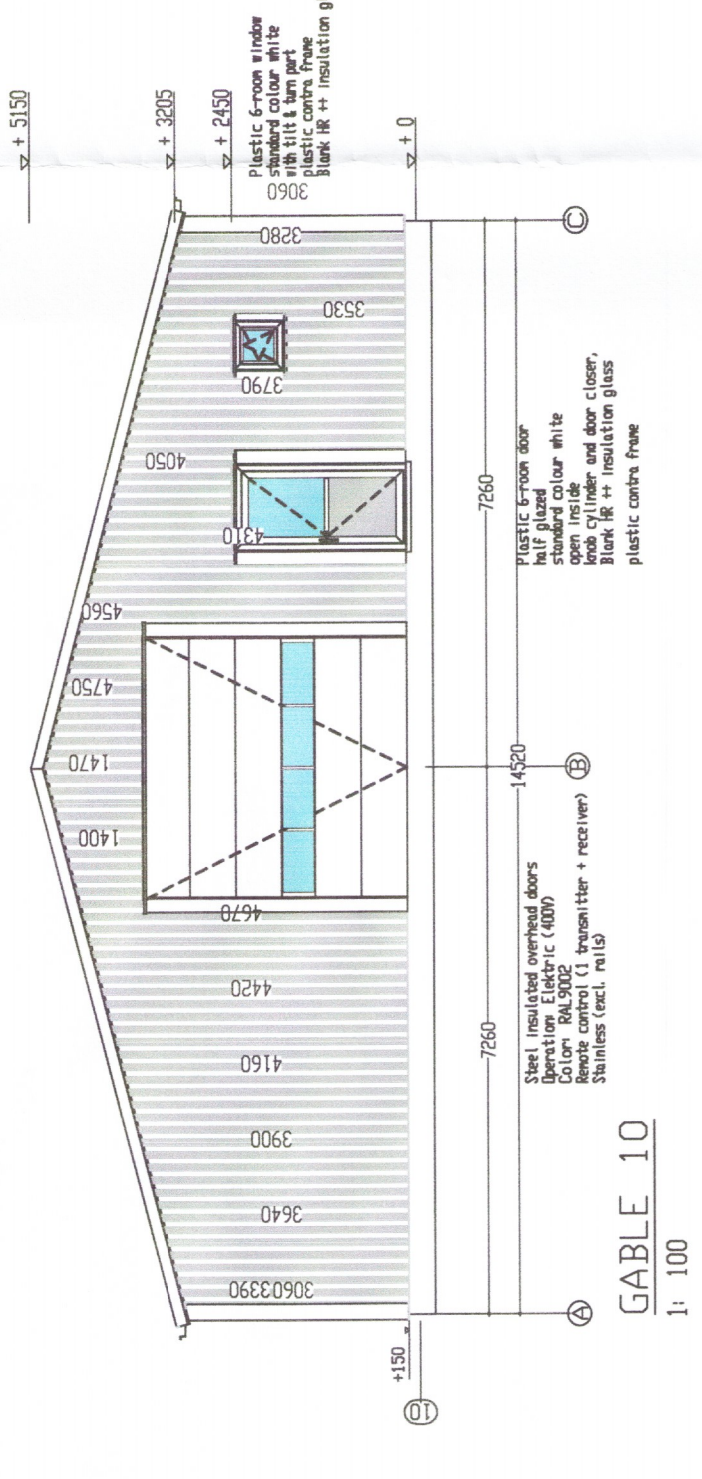 + 5150
+ 3205
+ 2450
+ 0
Plastic 6-room window
standard colour white
with tilt & turn part
plastic contra frame
Blank HR ++ insulation g
3060
3280
3530
3790
4050
4310
4560
4750
1470
1400
4670
4420
4160
3900
3640
3390
3060
+150
10
A
B
C
7260
7260
14520
Plastic 6-room door
half glazed
standard colour white
open inside
knob cylinder and door closer,
Blank HR ++ insulation glass
plastic contra frame
Steel insulated overhead doors
Operation: Elektric (400V)
Color: RAL9002
Remote control (1 transmitter + receiver)
Stainless (excl. rails)
GABLE 10
1: 100